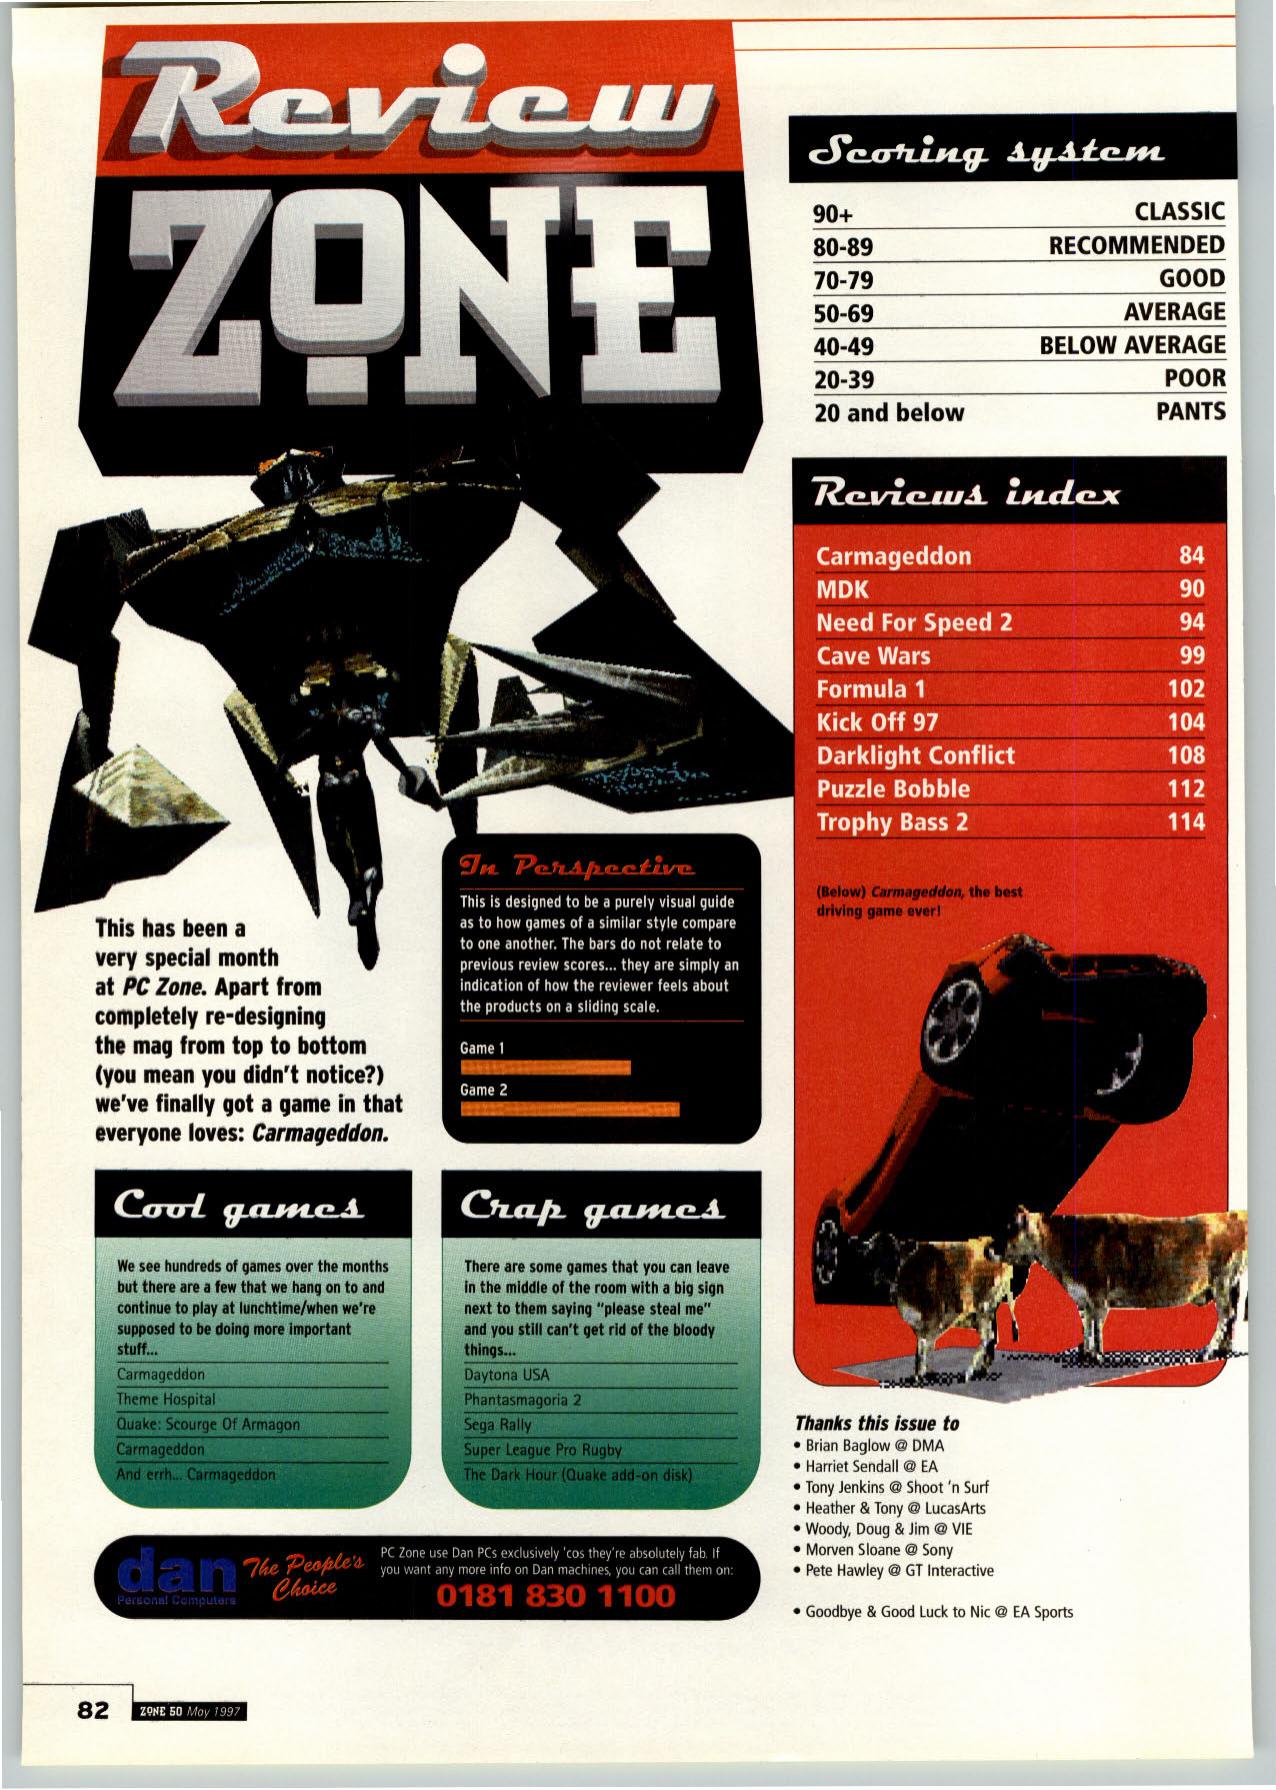 Review
ZONE
Scoring system
90+ CLASSIC
80-89 RECOMMENDED
70-79 GOOD
50-69 AVERAGE
40-49 BELOW AVERAGE
20-39 POOR
20 and below PANTS
Reviews index
Carmageddon 84
MDK 90
Need For Speed 2 94
Cave Wars 99
Formula 1 102
Kick Off 97 104
Darklight Conflict 108
Puzzle Bobble 112
Trophy Bass 2 114
(Below) Carmageddon, the best
driving game ever!
This has been a
very special month
at PC Zone. Apart from
completely re-designing
the mag from top to bottom
(you mean you didn't notice?)
we've finally got a game in that
everyone loves: Carmageddon.
In Perspective
This is designed to be a purely visual guide
as to how games of a similar style compare
to one another. The bars do not relate to
previous review scores... they are simply an
indication of how the reviewer feels about
the products on a sliding scale.
Game 1
Game 2
Cool games
We see hundreds of games over the months
but there are a few that we hang on to and
continue to play at lunchtime/when we're
supposed to be doing more important
stuff...
Carmageddon
Theme Hospital
Quake: Scourge Of Armagon
Carmageddon
And errh... Carmageddon
Crap games
There are some games that you can leave
in the middle of the room with a big sign
next to them saying "please steal me"
and you still can't get rid of the bloody
things...
Daytona USA
Phantasmagoria 2
Sega Rally
Super League Pro Rugby
The Dark Hour (Quake add-on disk)
Thanks this issue to
• Brian Baglow @ DMA
• Harriet Sendall @ EA
• Tony Jenkins @ Shoot 'n Surf
• Heather & Tony @ LucasArts
• Woody, Doug & Jim @ VIE
• Morven Sloane @ Sony
• Pete Hawley @ GT Interactive
• Goodbye & Good Luck to Nic @ EA Sports
dan
Personal Computers
The People's
Choice
PC Zone use Dan PCs exclusively 'cos they're absolutely fab. If
you want any more info on Dan machines, you can call them on:
0181 830 1100
82 ZONE 50 May 1997